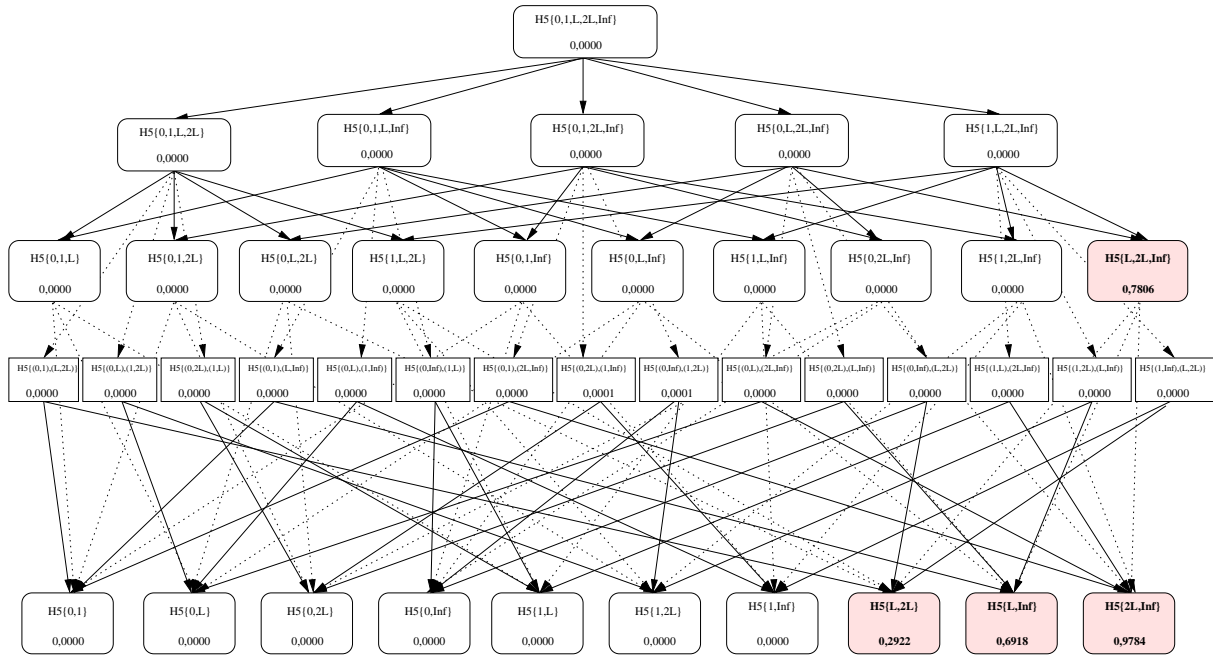 H5{0,1,L,2L,Inf}
0,0000
H5{0,1,L,2L}
0,0000
H5{0,1,L,Inf}
0,0000
H5{0,1,2L,Inf}
0,0000
H5{0,L,2L,Inf}
0,0000
H5{1,L,2L,Inf}
0,0000
H5{0,1,L}
0,0000
H5{0,1,2L}
0,0000
H5{0,L,2L}
0,0000
H5{1,L,2L}
0,0000
H5{0,1,Inf}
0,0000
H5{0,L,Inf}
0,0000
H5{1,L,Inf}
0,0000
H5{0,2L,Inf}
0,0000
H5{1,2L,Inf}
0,0000
H5{L,2L,Inf}
0,7806
H5{(0,1),(L,2L)}
0,0000
H5{(0,L),(1,2L)}
0,0000
H5{(0,2L),(1,L)}
0,0000
H5{(0,1),(L,Inf)}
0,0000
H5{(0,L),(1,Inf)}
0,0000
H5{(0,Inf),(1,L)}
0,0000
H5{(0,1),(2L,Inf)}
0,0000
H5{(0,2L),(1,Inf)}
0,0001
H5{(0,Inf),(1,2L)}
0,0001
H5{(0,L),(2L,Inf)}
0,0000
H5{(0,2L),(L,Inf)}
0,0000
H5{(0,Inf),(L,2L)}
0,0000
H5{(1,L),(2L,Inf)}
0,0000
H5{(1,2L),(L,Inf)}
0,0000
H5{(1,Inf),(L,2L)}
0,0000
H5{0,1}
0,0000
H5{0,L}
0,0000
H5{0,2L}
0,0000
H5{0,Inf}
0,0000
H5{1,L}
0,0000
H5{1,2L}
0,0000
H5{1,Inf}
0,0000
H5{L,2L}
0,2922
H5{L,Inf}
0,6918
H5{2L,Inf}
0,9784